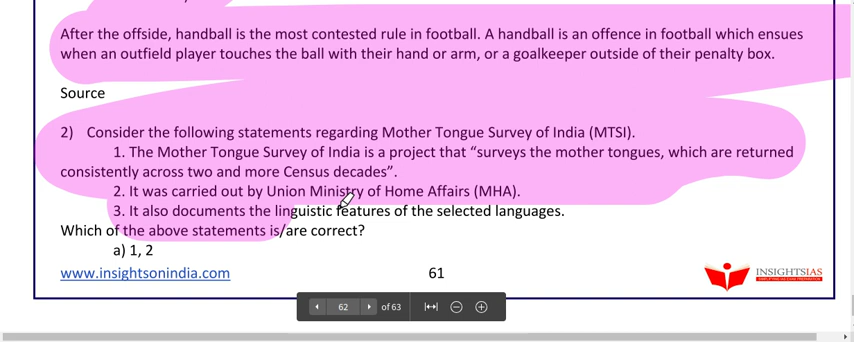 After the offside, handball is the most contested rule in football. A handball is an offence in football which ensues
when an outfield player touches the ball with their hand or arm, or a goalkeeper outside of their penalty box.
Source
2) Consider the following statements regarding Mother Tongue Survey of India (MTSI).
1. The Mother Tongue Survey of India is a project that “surveys the mother tongues, which are returned
consistently across two and more Census decades”.
2. It was carried out by Union Ministry of Home Affairs (MHA).
3. It also documents the linguistic features of the selected languages.
Which of the above statements is/are correct?
a) 1, 2
www.insightsonindia.com
61
INSIGHTSIAS
62 of 63